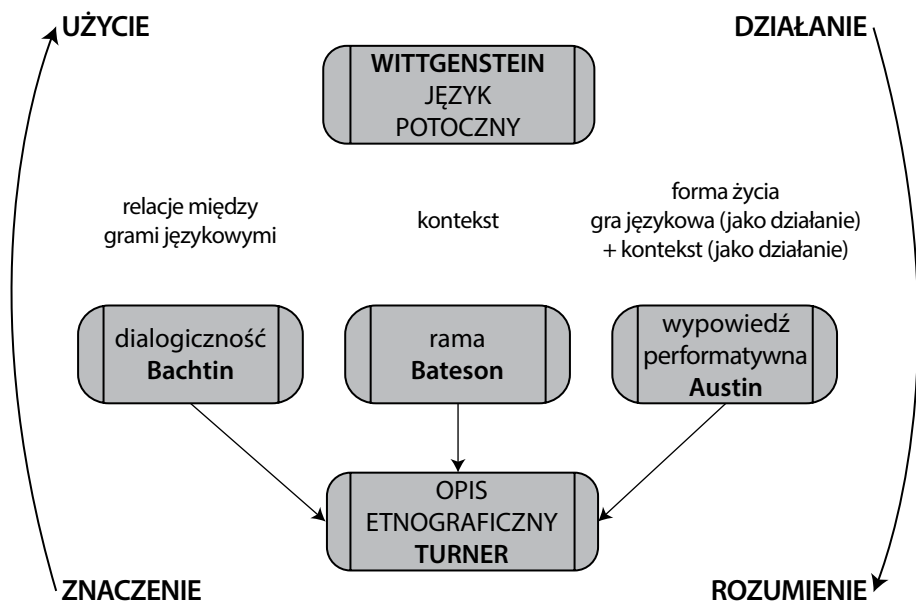 UŻYCIE
DZIAŁANIE
WITTGENSTEIN
JĘZYK
POTOCZNY
relacje między
grami językowymi
kontekst
forma życia
gra językowa (jako działanie)
+ kontekst (jako działanie)
dialogiczność
Bachtin
rama
Bateson
wypowiedź
performatywna
Austin
OPIS
ETNOGRAFICZNY
TURNER
ZNACZENIE
ROZUMIENIE